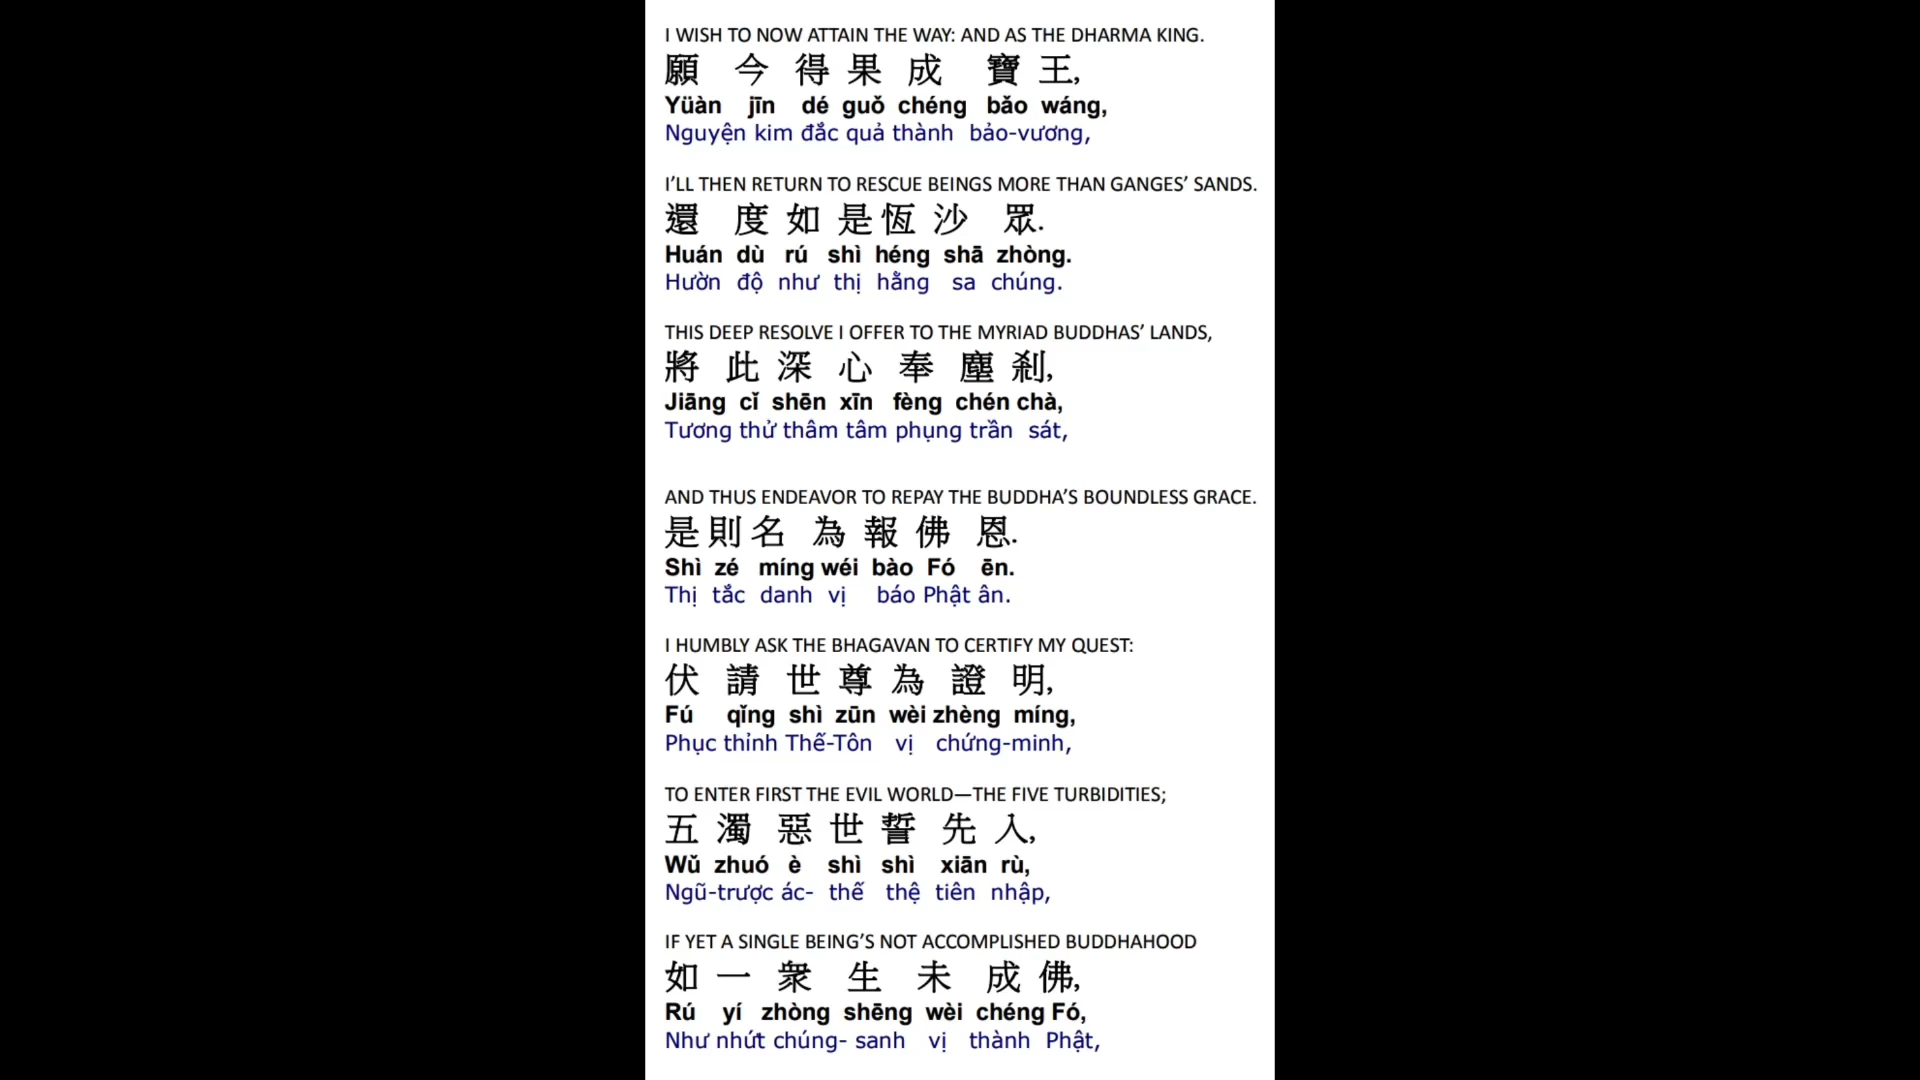 I WISH TO NOW ATTAIN THE WAY: AND AS THE DHARMA KING.
願 今 得 果 成 寶 王,
Yüàn jīn dé guǒ chéng bǎo wáng,
Nguyện kim đắc quả thành bảo-vương,
I’LL THEN RETURN TO RESCUE BEINGS MORE THAN GANGES’ SANDS.
還 度 如 是 恆 沙 眾.
Huán dù rú shì héng shā zhòng.
Hườn độ như thị hằng sa chúng.
THIS DEEP RESOLVE I OFFER TO THE MYRIAD BUDDHAS’ LANDS,
將 此 深 心 奉 塵 剎,
Jiāng cǐ shēn xīn fèng chén chà,
Tương thử thâm tâm phụng trần sát,
AND THUS ENDEAVOR TO REPAY THE BUDDHA’S BOUNDLESS GRACE.
是 則 名 為 報 佛 恩.
Shì zé míng wéi bào Fó ēn.
Thị tắc danh vị báo Phật ân.
I HUMBLY ASK THE BHAGAVAN TO CERTIFY MY QUEST:
伏 請 世 尊 為 證 明,
Fú qǐng shì zūn wèi zhèng míng,
Phục thỉnh Thế-Tôn vị chứng-minh,
TO ENTER FIRST THE EVIL WORLD—THE FIVE TURBIDITIES;
五 濁 惡 世 誓 先 入,
Wǔ zhuó è shì shì xiān rù,
Ngũ-trược ác- thế thệ tiên nhập,
IF YET A SINGLE BEING’S NOT ACCOMPLISHED BUDDHAHOOD
如 一 衆 生 未 成 佛,
Rú yí zhòng shēng wèi chéng Fó,
Như nhứt chúng- sanh vị thành Phật,